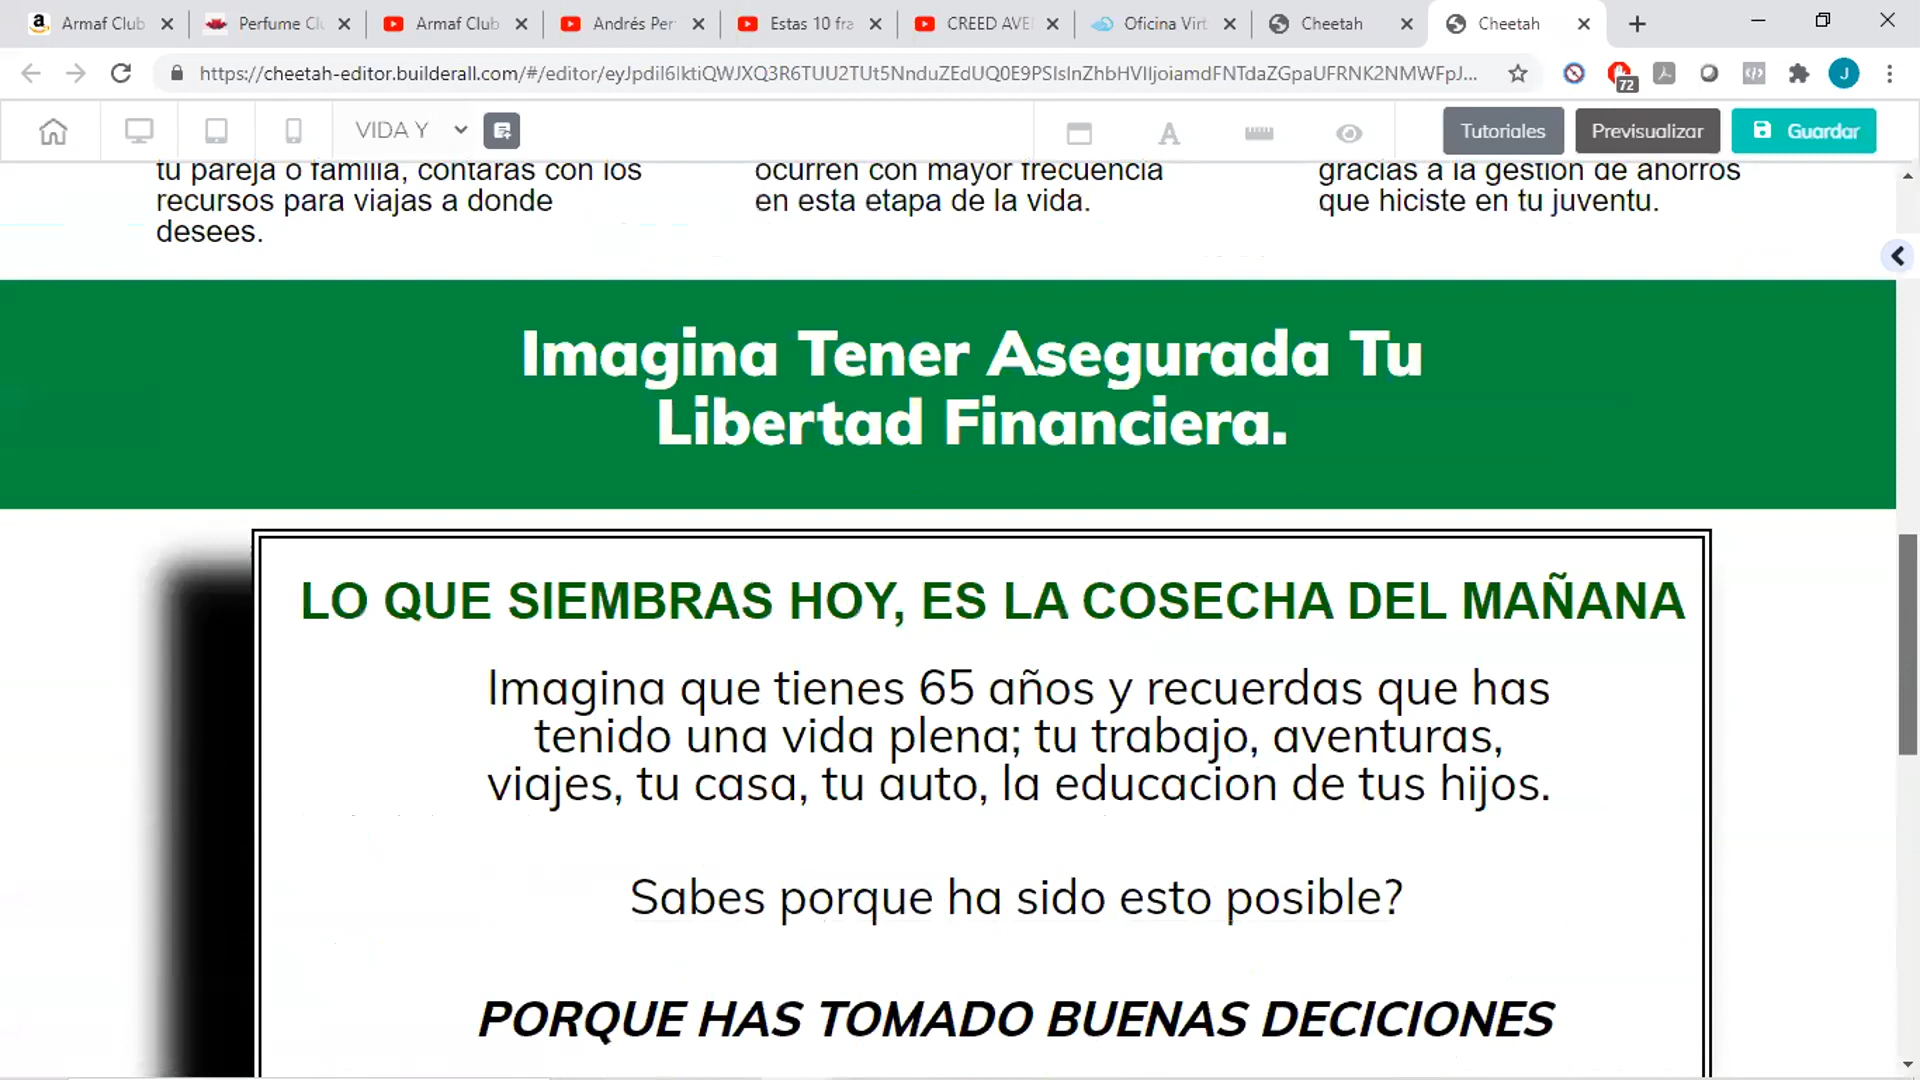 Armaf Club
Perfume Cl
Armaf Club
Andrés Per
Estas 10 fra
CREED AVE
Oficina Virt
Cheetah
Cheetah
https://cheetah-editor.builderall.com/#/editor/eyJpdil6IktiQWJXQ3R6TUU2TUt5NnduZEdUQ0E9PSIsInZhbHVlIjoiamdFNTdaZGpaUFRNK2NMWFpJ...
72
J
VIDA Y
Tutoriales
Previsualizar
Guardar
tu pareja o familia, contaras con los
recursos para viajas a donde
desees.
ocurren con mayor frecuencia
en esta etapa de la vida.
gracias a la gestion de ahorros
que hiciste en tu juventu.
Imagina Tener Asegurada Tu
Libertad Financiera.
LO QUE SIEMBRAS HOY, ES LA COSECHA DEL MAÑANA
Imagina que tienes 65 años y recuerdas que has
tenido una vida plena; tu trabajo, aventuras,
viajes, tu casa, tu auto, la educacion de tus hijos.
Sabes porque ha sido esto posible?
PORQUE HAS TOMADO BUENAS DECICIONES